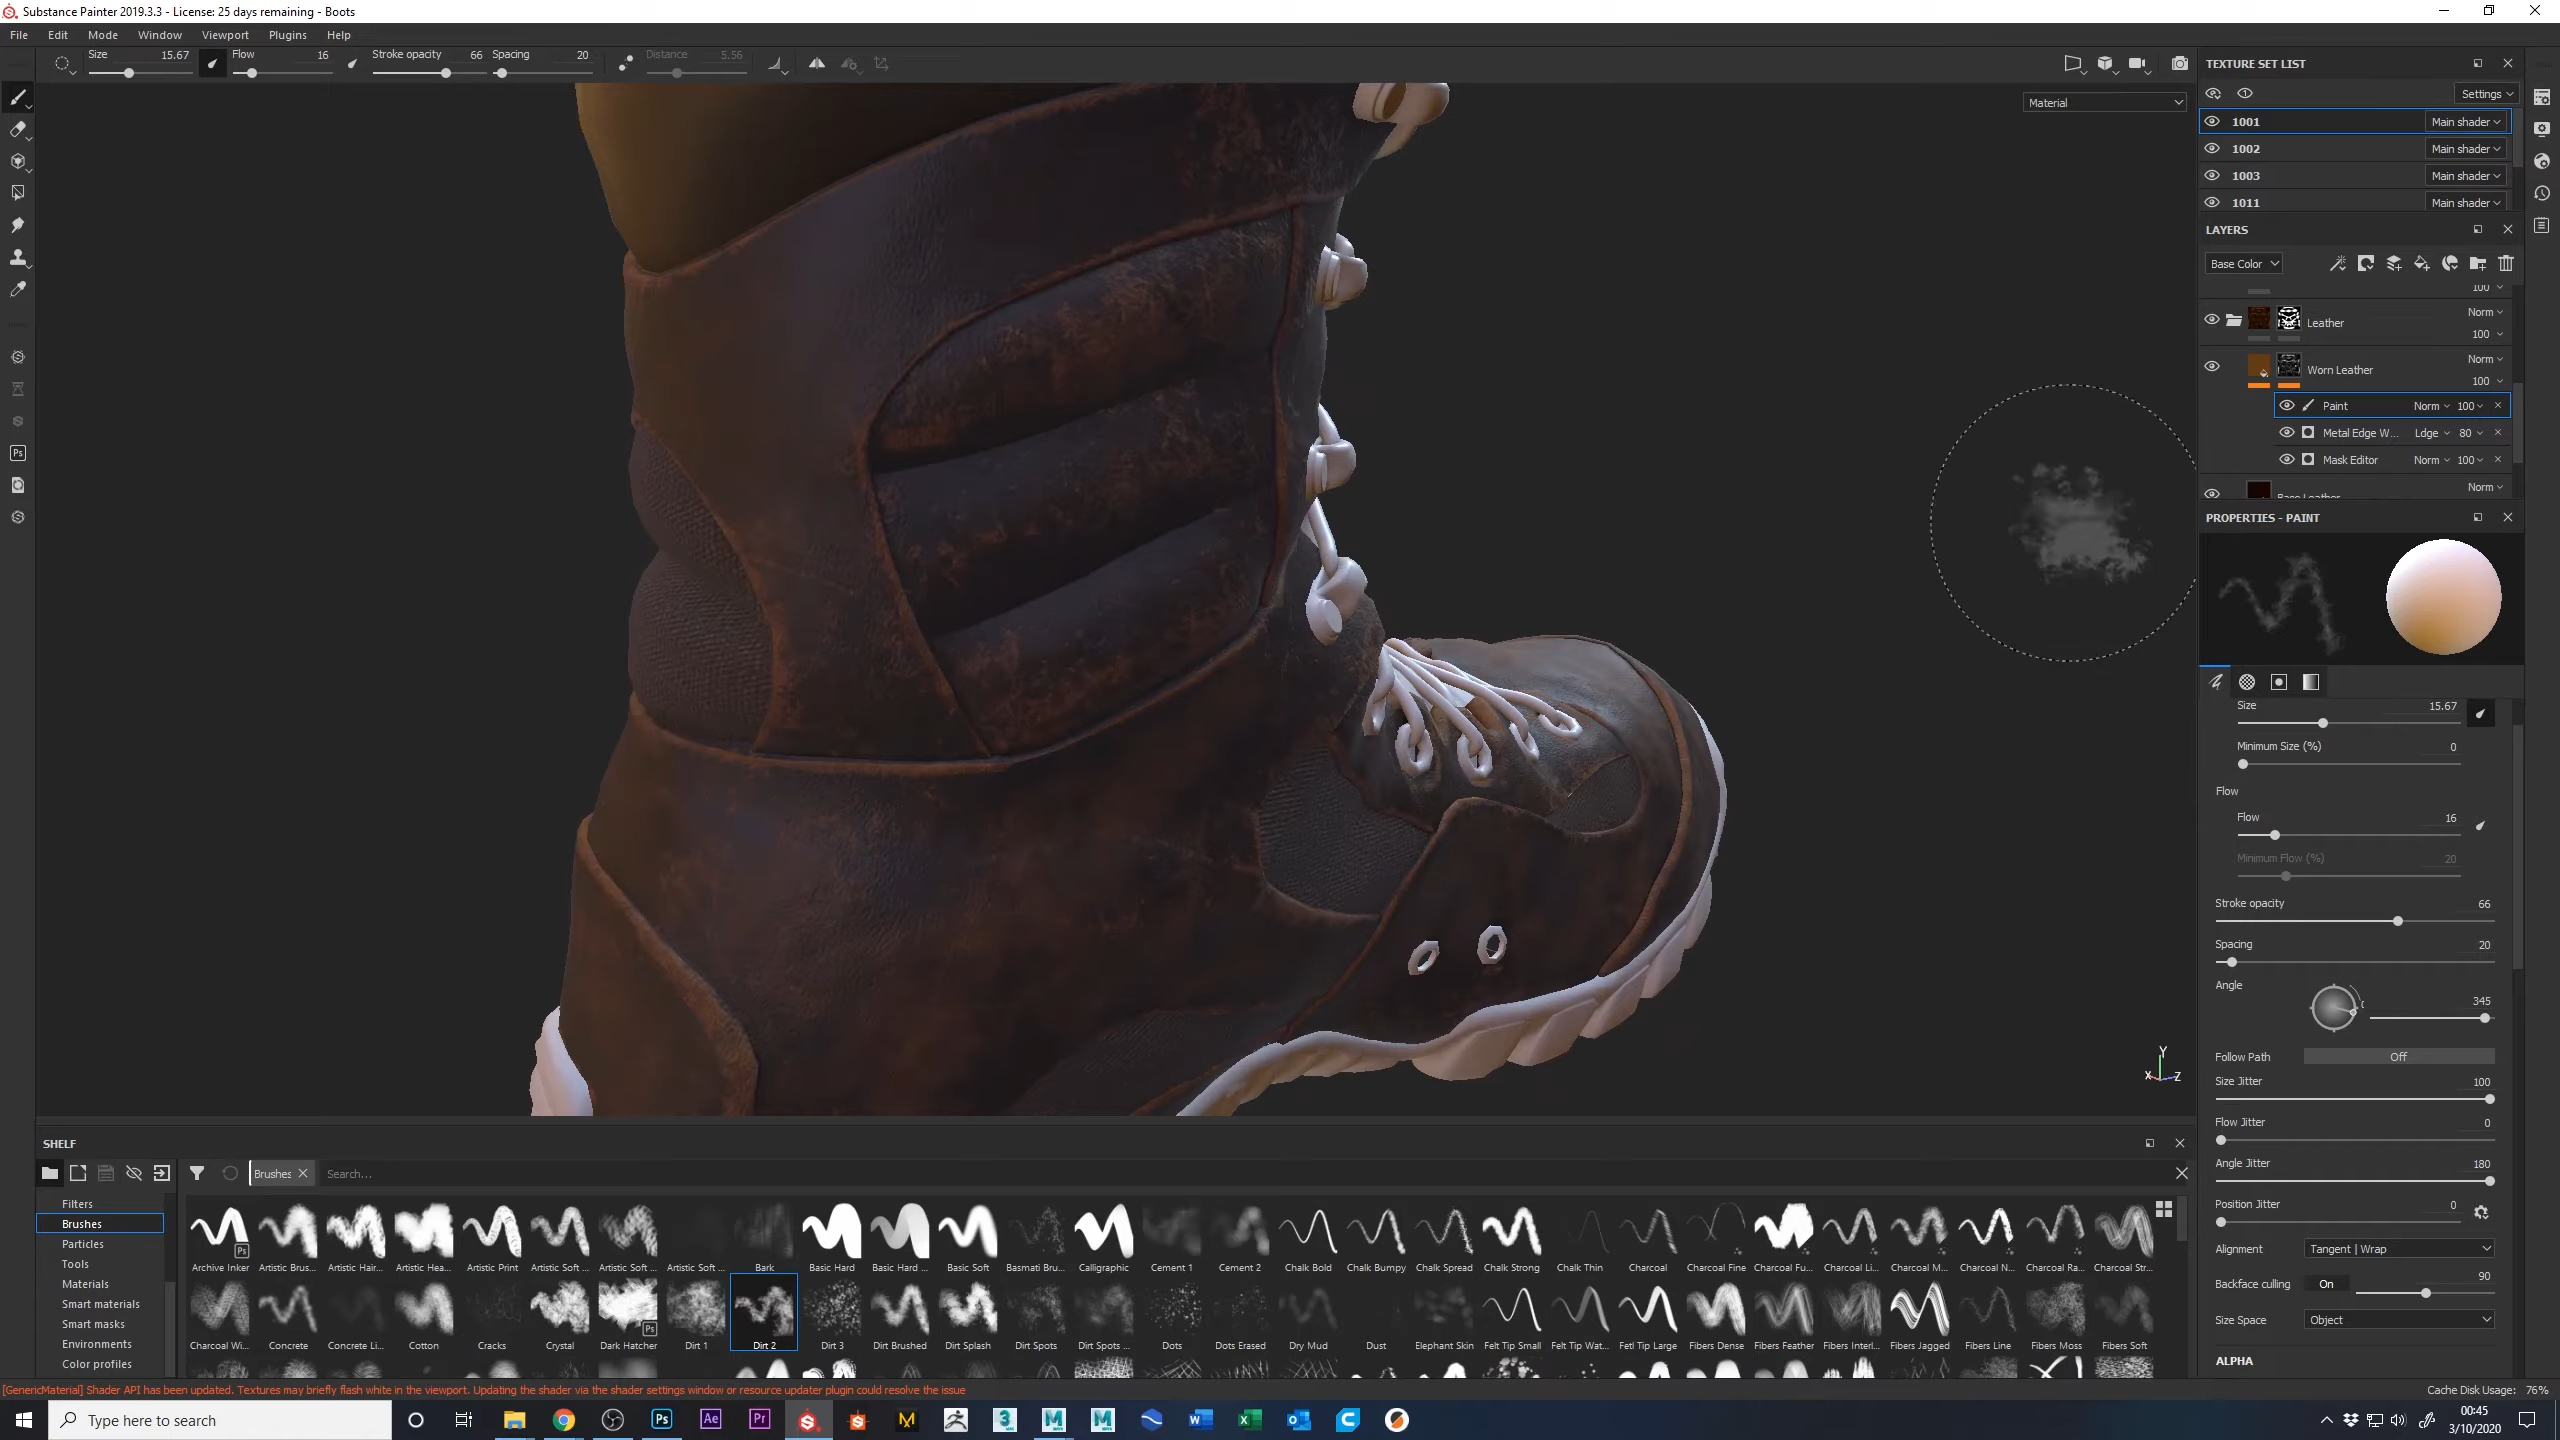 Substance Painter 2019.3.3 - License: 25 days remaining - Boots
File Edit Mode Window Viewport Plugins Help
Size 15.67 Flow 16 Stroke opacity 66 Spacing 20 Distance 5.56
Material
TEXTURE SET LIST
Settings
1001 Main shader
1002 Main shader
1003 Main shader
1011 Main shader
LAYERS
Base Color
100
Leather Norm
100
Worn Leather Norm
100
Paint Norm 100
Metal Edge W... Ldge 80
Mask Editor Norm 100
Base Leather Norm
PROPERTIES - PAINT
Size 15.67
Minimum Size (%) 0
Flow
Flow 16
Minimum Flow (%) 20
Stroke opacity 66
Spacing 20
Angle 345
Follow Path Off
Size Jitter 100
Flow Jitter 0
Angle Jitter 180
Position Jitter 0
Alignment Tangent | Wrap
Backface culling On 90
Size Space Object
ALPHA
Y
X Z
SHELF
Brushes Search...
Filters
Brushes
Particles
Tools
Materials
Smart materials
Smart masks
Environments
Color profiles
Archive Inker Artistic Brus... Artistic Hair... Artistic Hea... Artistic Print Artistic Soft ... Artistic Soft ... Artistic Soft ... Bark Basic Hard Basic Hard ... Basic Soft Basmati Bru... Calligraphic Cement 1 Cement 2 Chalk Bold Chalk Bumpy Chalk Spread Chalk Strong Chalk Thin Charcoal Charcoal Fine Charcoal Fu... Charcoal Li... Charcoal M... Charcoal N... Charcoal Ra... Charcoal Str...
Charcoal Wi... Concrete Concrete Li... Cotton Cracks Crystal Dark Hatcher Dirt 1 Dirt 2 Dirt 3 Dirt Brushed Dirt Splash Dirt Spots Dirt Spots ... Dots Dots Erased Dry Mud Dust Elephant Skin Felt Tip Small Felt Tip Wat... Fetl Tip Large Fibers Dense Fibers Feather Fibers Interl... Fibers Jagged Fibers Line Fibers Moss Fibers Soft
[GenericMaterial] Shader API has been updated. Textures may briefly flash white in the viewport. Updating the shader via the shader settings window or resource updater plugin could resolve the issue
Cache Disk Usage: 76%
Type here to search
00:45
3/10/2020